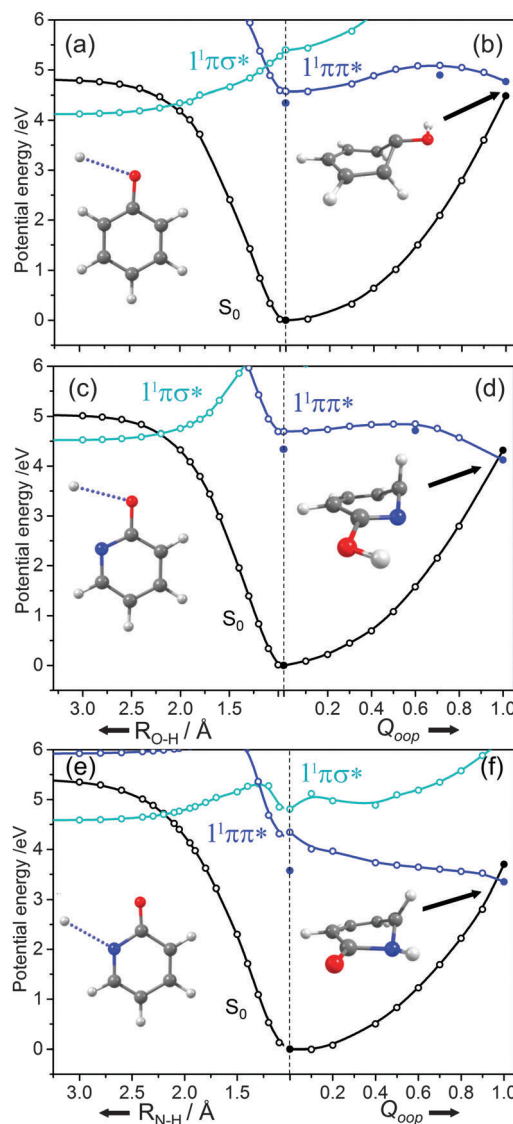 (a)
(b)
1¹πσ*
1¹ππ*
S₀
Potential energy /eV
6
5
4
3
2
1
0
(c)
(d)
1¹πσ*
1¹ππ*
S₀
Potential energy /eV
6
5
4
3
2
1
0
3.0 2.5 2.0 1.5 0.2 0.4 0.6 0.8 1.0
R_O-H / Å Q_oop
(e)
(f)
1¹πσ*
1¹ππ*
S₀
Potential energy /eV
6
5
4
3
2
1
0
3.0 2.5 2.0 1.5 0.2 0.4 0.6 0.8 1.0
R_N-H / Å Q_oop